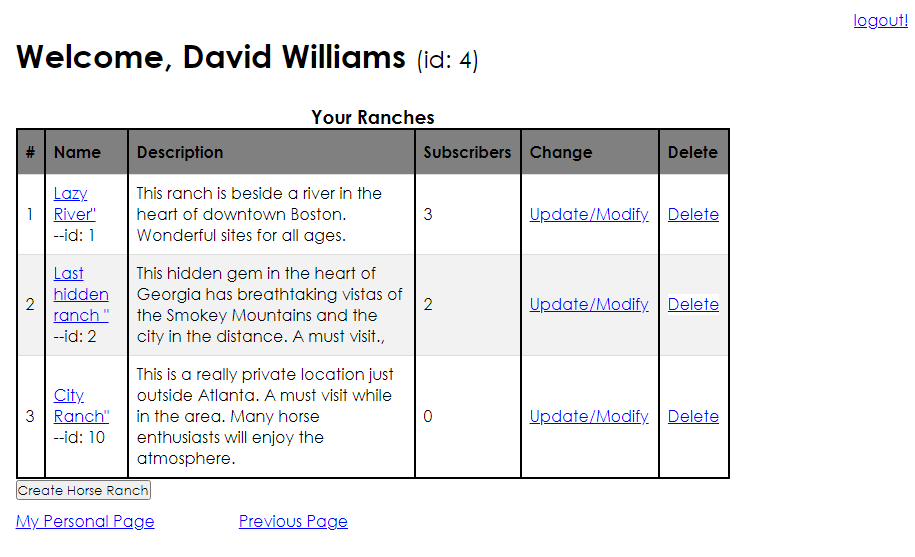 logout!
Welcome, David Williams (id: 4)
Your Ranches
# Name Description Subscribers Change Delete
1 Lazy River" --id: 1 This ranch is beside a river in the heart of downtown Boston. Wonderful sites for all ages. 3 Update/Modify Delete
2 Last hidden ranch " --id: 2 This hidden gem in the heart of Georgia has breathtaking vistas of the Smokey Mountains and the city in the distance. A must visit., 2 Update/Modify Delete
3 City Ranch" --id: 10 This is a really private location just outside Atlanta. A must visit while in the area. Many horse enthusiasts will enjoy the atmosphere. 0 Update/Modify Delete
Create Horse Ranch
My Personal Page Previous Page